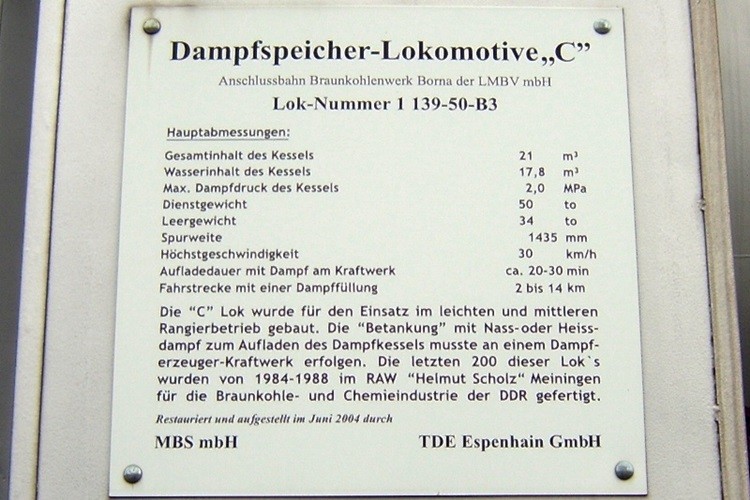 Dampfspeicher-Lokomotive„C”
Anschlussbahn Braunkohlenwerk Borna der LMBV mbH
Lok-Nummer 1 139-50-B3
Hauptabmessungen:
Gesamtinhalt des Kessels 21 m³
Wasserinhalt des Kessels 17,8 m³
Max. Dampfdruck des Kessels 2,0 MPa
Dienstgewicht 50 to
Leergewicht 34 to
Spurweite 1435 mm
Höchstgeschwindigkeit 30 km/h
Aufladedauer mit Dampf am Kraftwerk ca. 20-30 min
Fahrstrecke mit einer Dampffüllung 2 bis 14 km
Die “C” Lok wurde für den Einsatz im leichten und mittleren
Rangierbetrieb gebaut. Die “Betankung” mit Nass-oder Heiss-
dampf zum Aufladen des Dampfkessels musste an einem Dampf-
erzeuger-Kraftwerk erfolgen. Die letzten 200 dieser Lok`s
wurden von 1984-1988 im RAW “Helmut Scholz“ Meiningen
für die Braunkohle- und Chemieindustrie der DDR gefertigt.
Restauriert und aufgestellt im Juni 2004 durch
MBS mbH TDE Espenhain GmbH